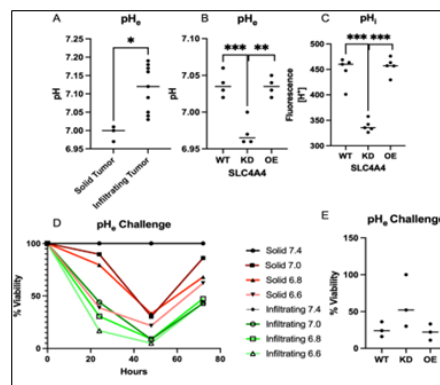 A
pHe
*
pH
7.25
7.20
7.15
7.10
7.05
7.00
6.95
Solid Tumor
Infiltrating Tumor
B
pHe
*** **
pH
7.15
7.10
7.05
7.00
6.95
WT KD OE
SLC4A4
C
pHi
*** ***
Fluorescence
[H+]
500
450
400
350
300
WT KD OE
SLC4A4
D
pHe Challenge
% Viability
100
50
0
0 20 40 60 80
Hours
Solid 7.4
Solid 7.0
Solid 6.8
Solid 6.6
Infiltrating 7.4
Infiltrating 7.0
Infiltrating 6.8
Infiltrating 6.6
E
pHe Challenge
% Viability
150
100
50
0
WT KD OE